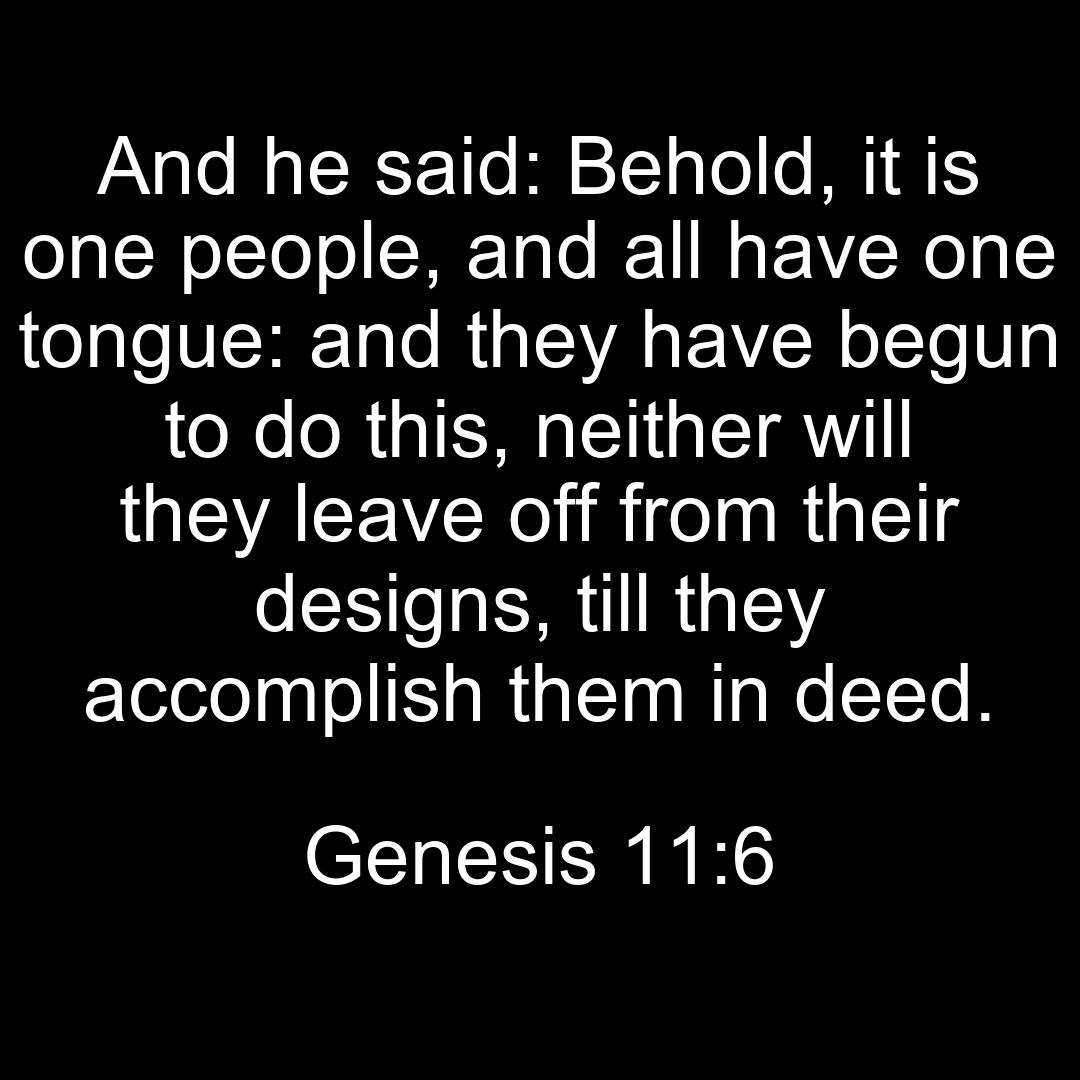 And he said: Behold, it is
one people, and all have one
tongue: and they have begun
to do this, neither will
they leave off from their
designs, till they
accomplish them in deed.
Genesis 11:6